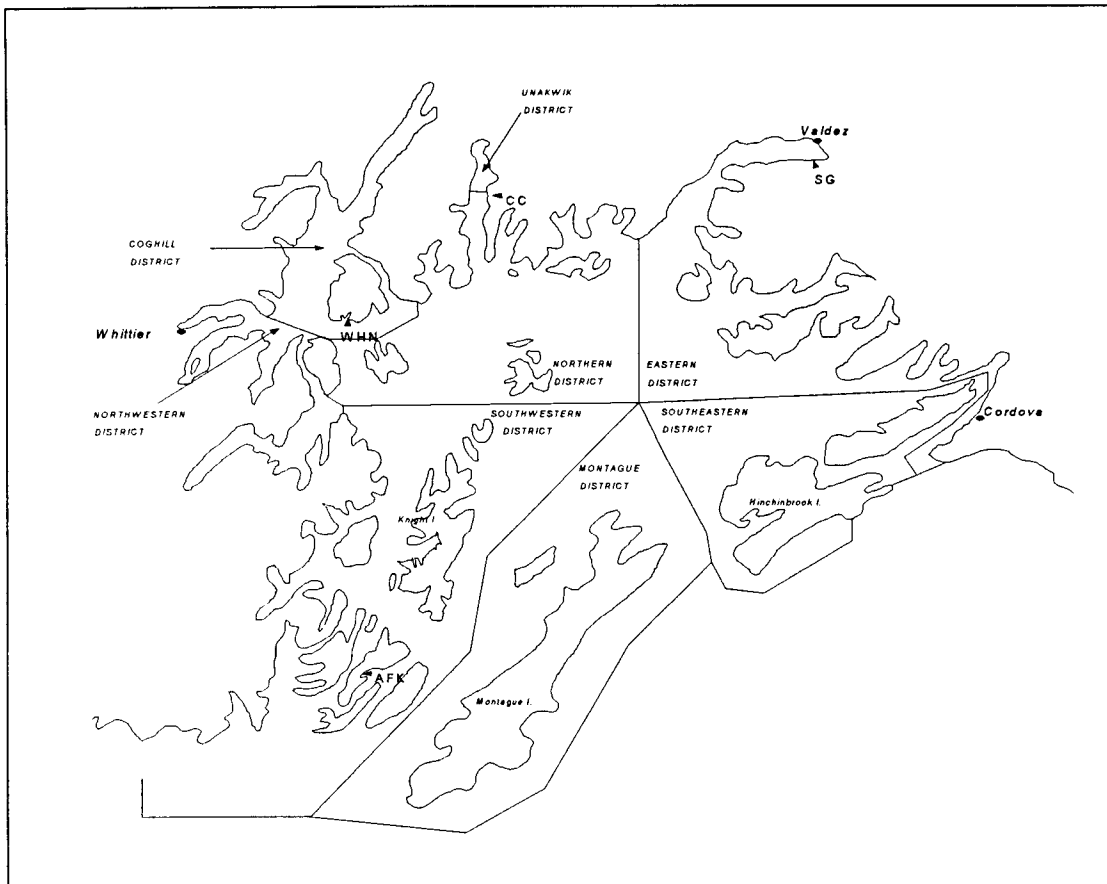 UNAKWIK
DISTRICT
Valdez
SG
CC
COGHILL
DISTRICT
Whittier
WHN
NORTHERN
DISTRICT
EASTERN
DISTRICT
NORTHWESTERN
DISTRICT
SOUTHWESTERN
DISTRICT
SOUTHEASTERN
DISTRICT
Cordova
MONTAGUE
DISTRICT
Hinchinbrook I.
Knight I.
AFK
Montague I.